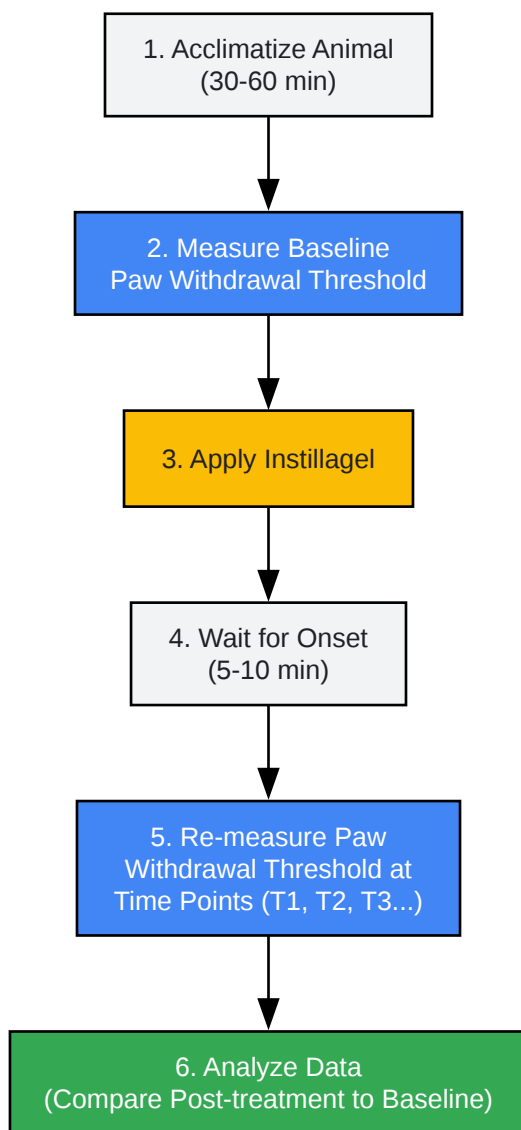 1. Acclimatize Animal
(30-60 min)
2. Measure Baseline
Paw Withdrawal Threshold
3. Apply Instillagel
4. Wait for Onset
(5-10 min)
5. Re-measure Paw
Withdrawal Threshold at
Time Points (T1, T2, T3...)
6. Analyze Data
(Compare Post-treatment to Baseline)